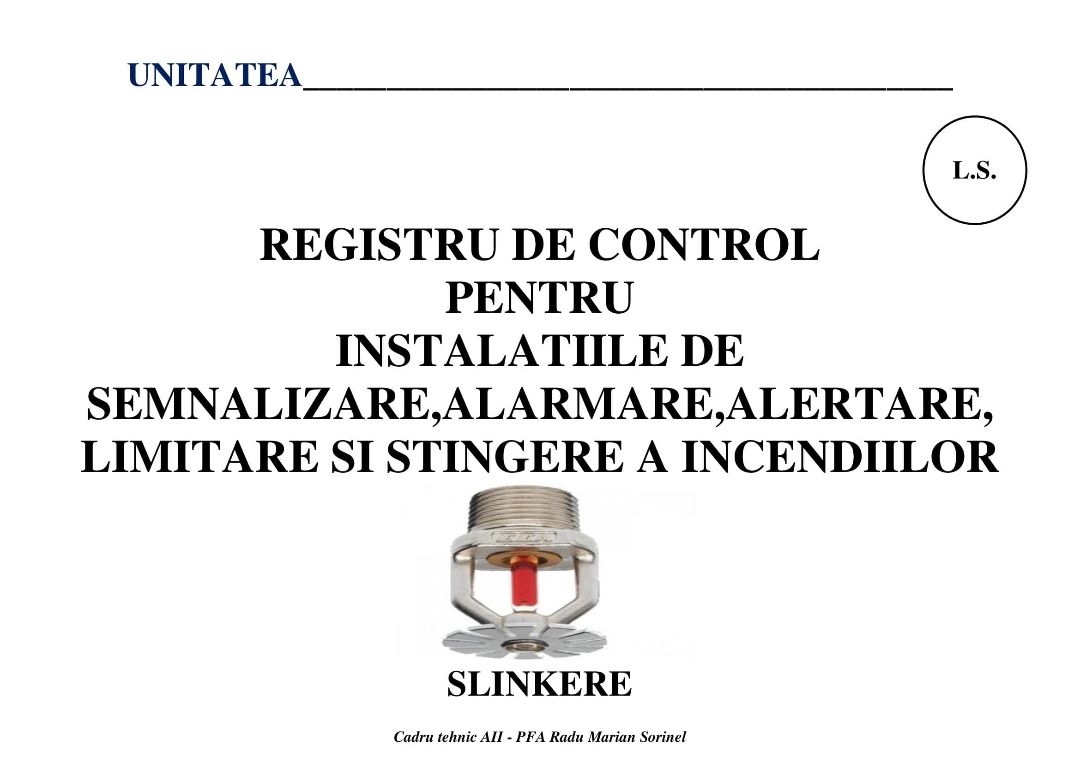 UNITATEA_______________________________________
L.S.
REGISTRU DE CONTROL
PENTRU
INSTALATIILE DE
SEMNALIZARE,ALARMARE,ALERTARE,
LIMITARE SI STINGERE A INCENDIILOR
SLINKERE
Cadru tehnic AII - PFA Radu Marian Sorinel